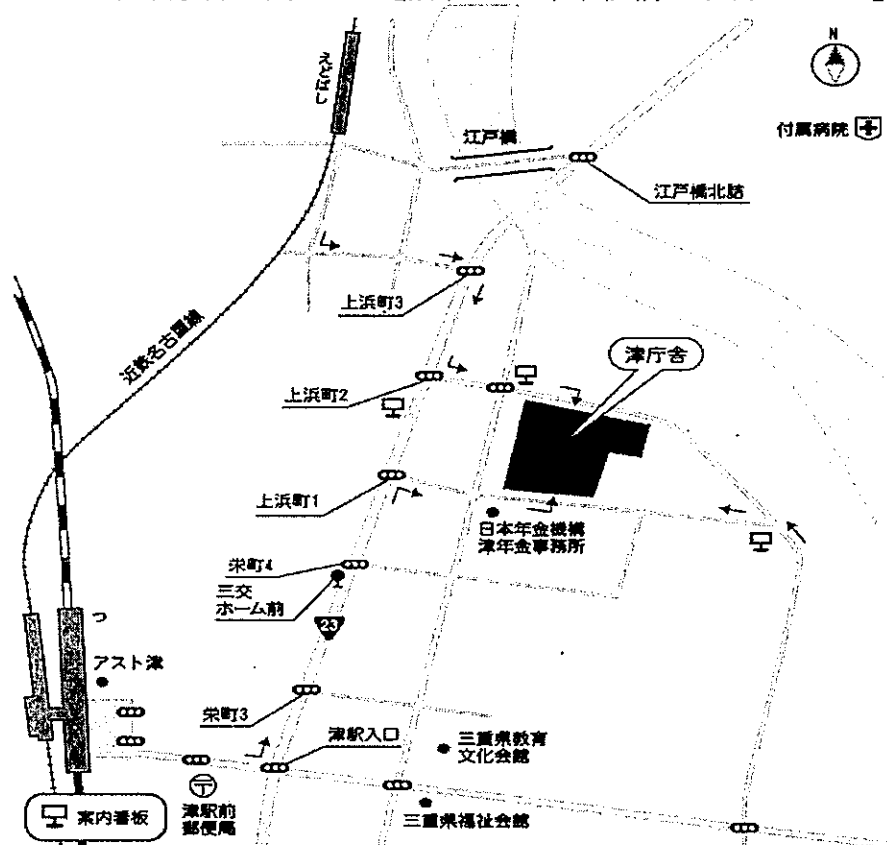 えどばし
N
江戸橋
付属病院
江戸橋北詰
上浜町3
近鉄名古屋線
津庁舎
上浜町2
上浜町1
日本年金機構
津年金事務所
栄町4
三交
ホーム前
23
つ
アスト津
栄町3
津駅入口
三重県教育
文化会館
津駅前
郵便局
案内看板
三重県福祉会館